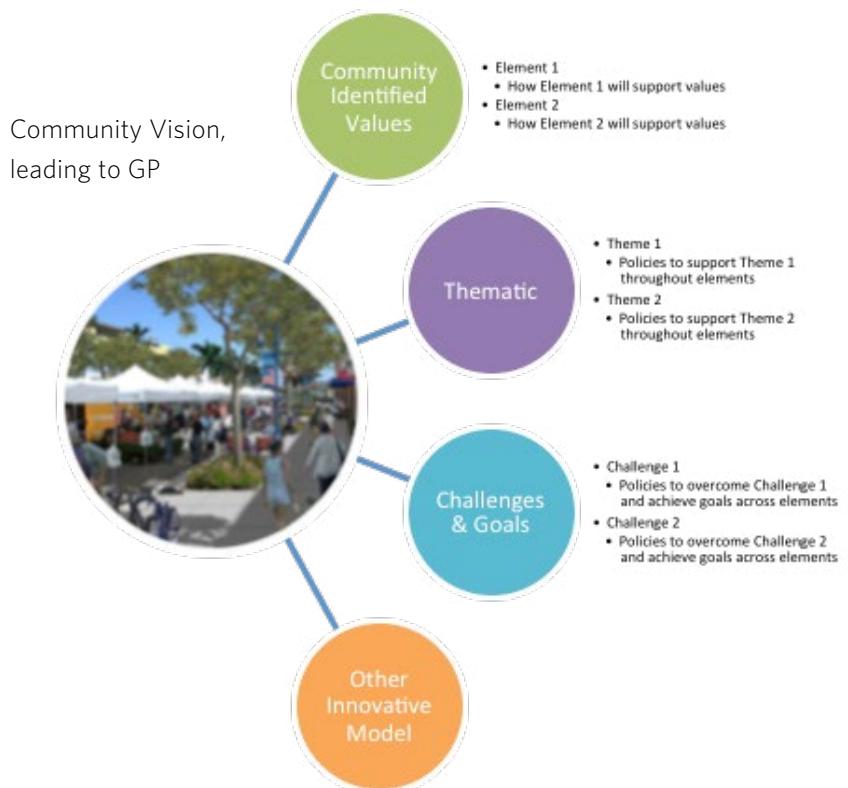 Community Vision,
leading to GP
Community
Identified
Values
• Element 1
• How Element 1 will support values
• Element 2
• How Element 2 will support values
Thematic
• Theme 1
• Policies to support Theme 1
throughout elements
• Theme 2
• Policies to support Theme 2
throughout elements
Challenges
& Goals
• Challenge 1
• Policies to overcome Challenge 1
and achieve goals across elements
• Challenge 2
• Policies to overcome Challenge 2
and achieve goals across elements
Other
Innovative
Model